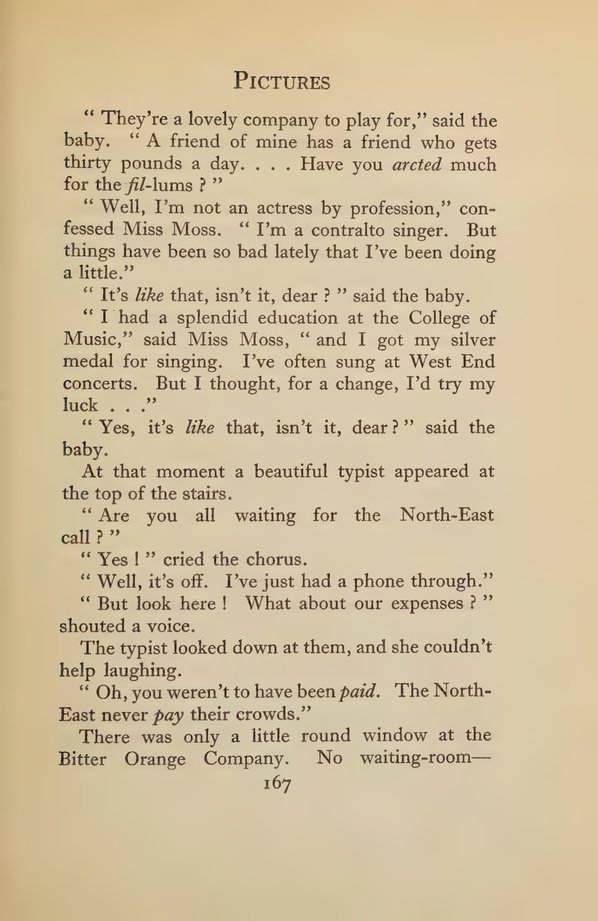 PICTURES
“ They’re a lovely company to play for,” said the
baby. “ A friend of mine has a friend who gets
thirty pounds a day. . . . Have you arcted much
for the fil-lums ? ”
“ Well, I’m not an actress by profession,” con-
fessed Miss Moss. “ I’m a contralto singer. But
things have been so bad lately that I’ve been doing
a little.”
“ It’s like that, isn’t it, dear ? ” said the baby.
“ I had a splendid education at the College of
Music,” said Miss Moss, “ and I got my silver
medal for singing. I’ve often sung at West End
concerts. But I thought, for a change, I’d try my
luck . . .”
“ Yes, it’s like that, isn’t it, dear ? ” said the
baby.
At that moment a beautiful typist appeared at
the top of the stairs.
“ Are you all waiting for the North-East
call ? ”
“ Yes ! ” cried the chorus.
“ Well, it’s off. I’ve just had a phone through.”
“ But look here ! What about our expenses ? ”
shouted a voice.
The typist looked down at them, and she couldn’t
help laughing.
“ Oh, you weren’t to have been paid. The North-
East never pay their crowds.”
There was only a little round window at the
Bitter Orange Company. No waiting-room—
167